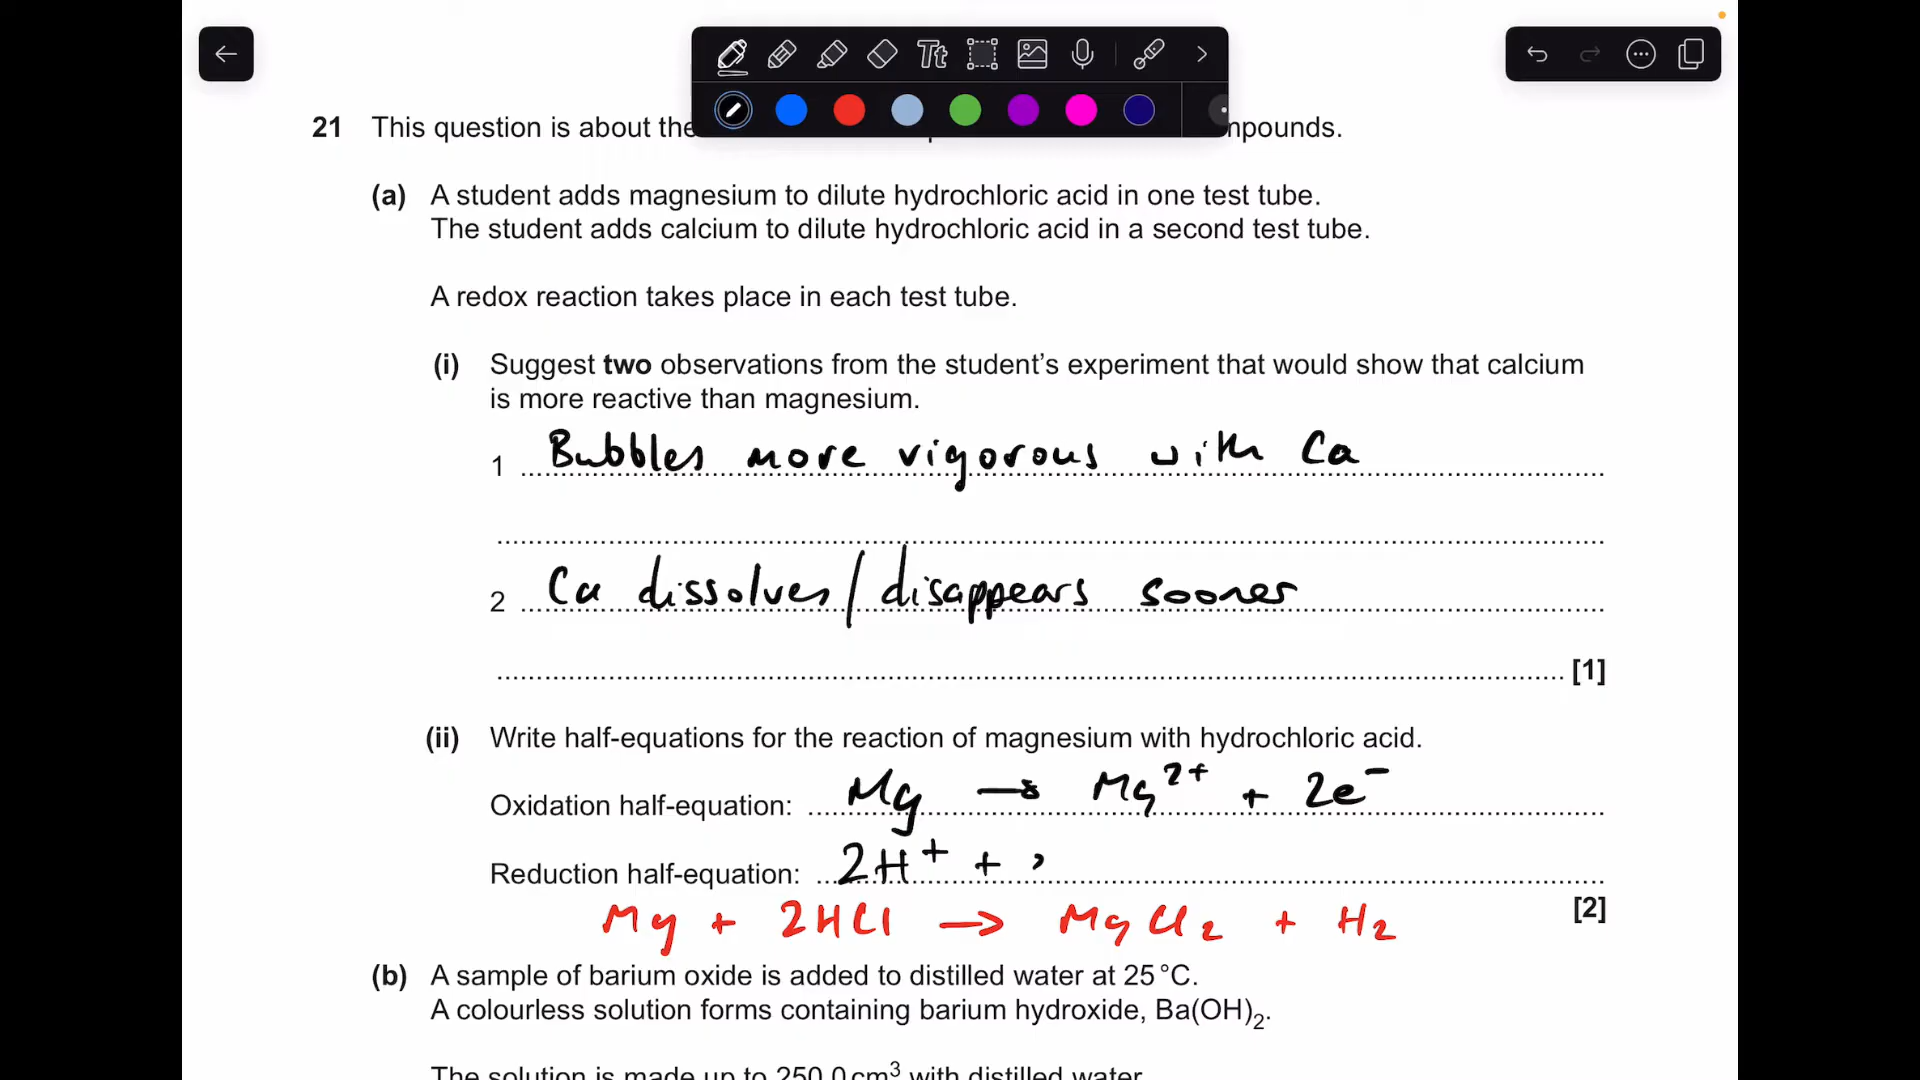 Tt
21 This question is about the mpounds.
(a) A student adds magnesium to dilute hydrochloric acid in one test tube.
The student adds calcium to dilute hydrochloric acid in a second test tube.
A redox reaction takes place in each test tube.
(i) Suggest two observations from the student’s experiment that would show that calcium
is more reactive than magnesium.
1 Bubbles more vigorous with Ca
2 Ca dissolves/disappears sooner
[1]
(ii) Write half-equations for the reaction of magnesium with hydrochloric acid.
Oxidation half-equation: Mg → Mg²⁺ + 2e⁻
Reduction half-equation: 2H⁺ +
[2]
Mg + 2HCl → MgCl₂ + H₂
(b) A sample of barium oxide is added to distilled water at 25 °C.
A colourless solution forms containing barium hydroxide, Ba(OH)₂.
The solution is made up to 250.0 cm³ with distilled water.